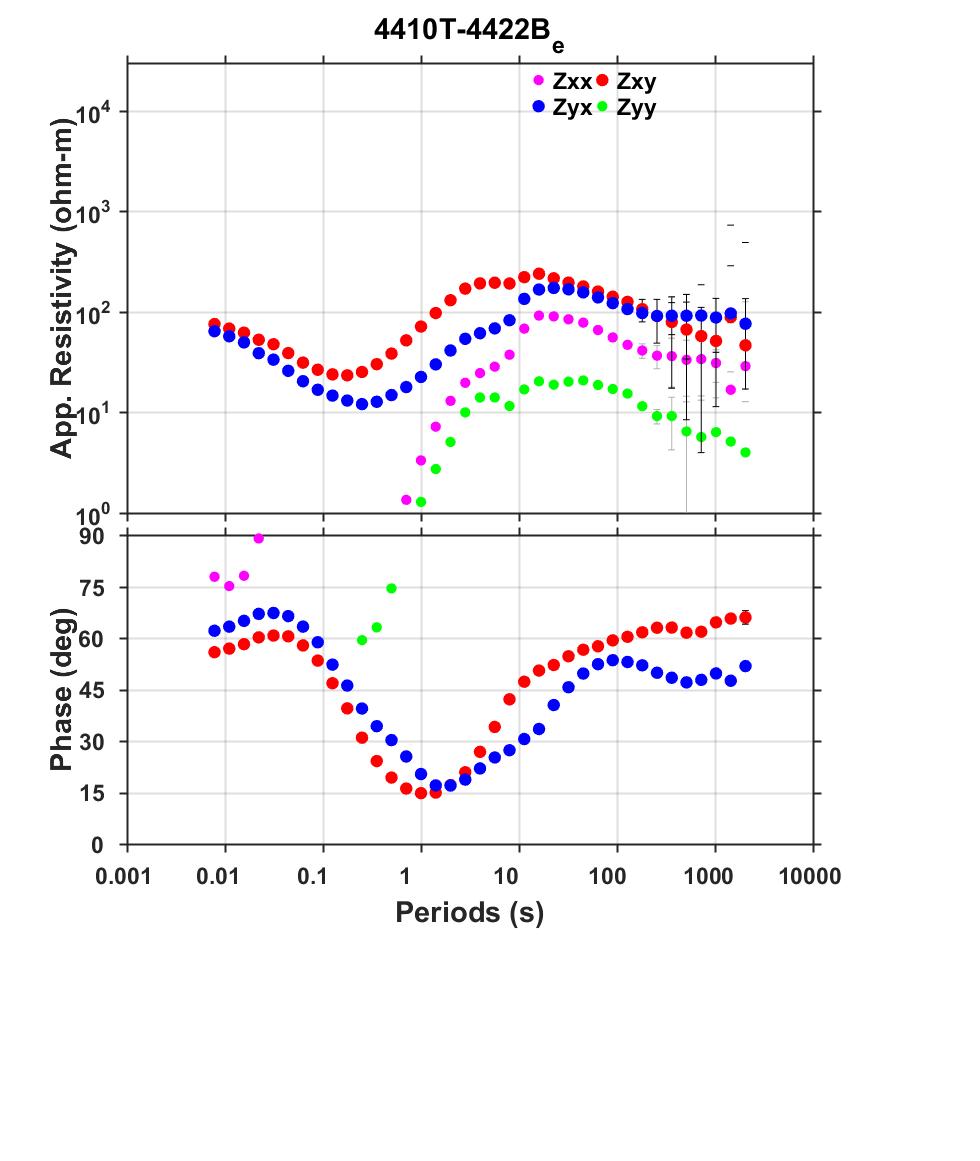 4410T-4422Be
Zxx Zxy
Zyx Zyy
App. Resistivity (ohm-m)
10^4
10^3
10^2
10^1
10^0
Phase (deg)
90
75
60
45
30
15
0
0.001 0.01 0.1 1 10 100 1000 10000
Periods (s)